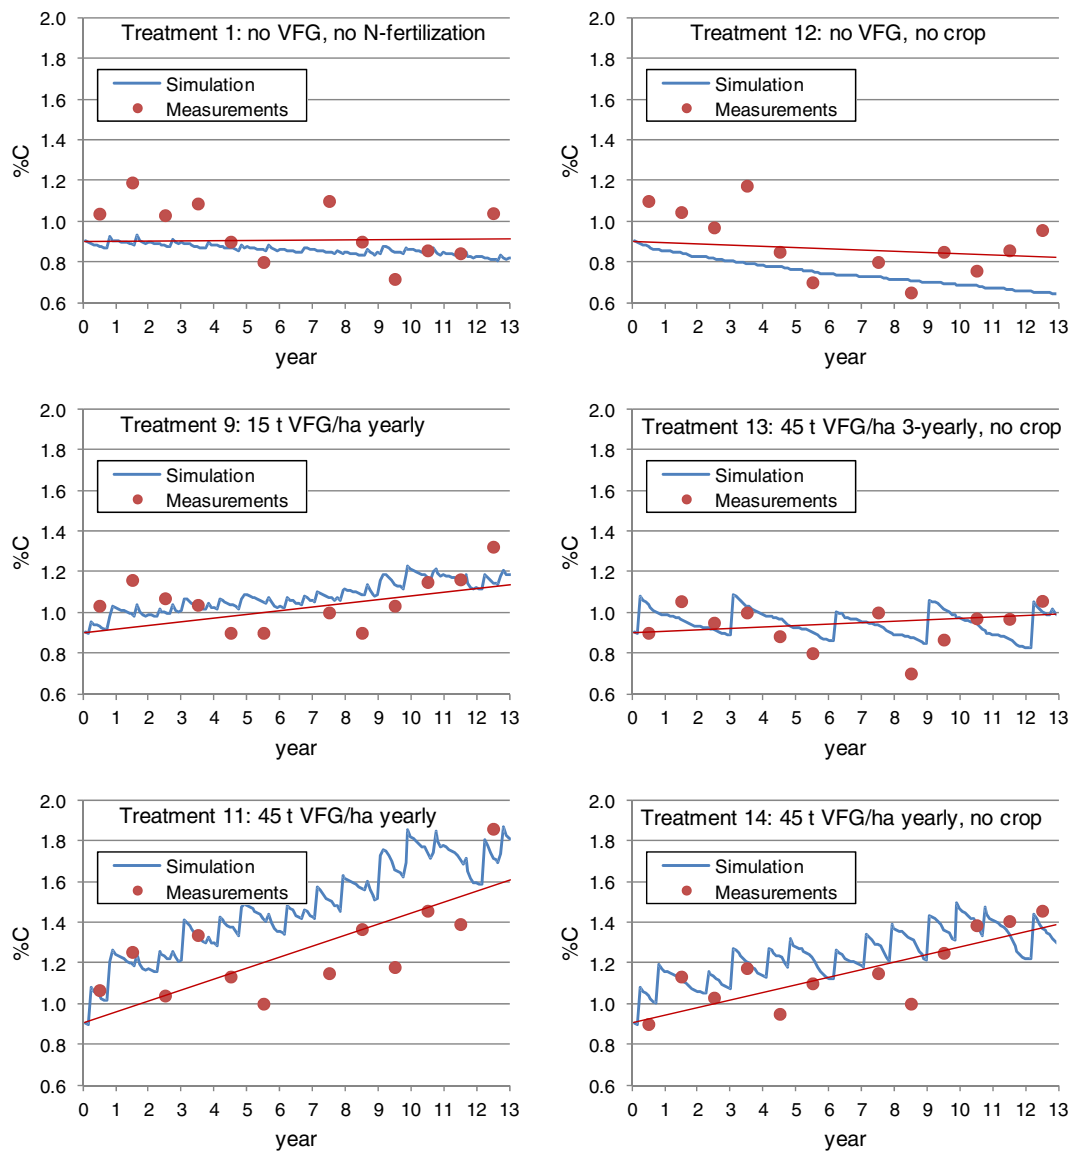 Treatment 1: no VFG, no N-fertilization
2.0
1.8
1.6
1.4
1.2
1.0
0.8
0.6
%C
Simulation
Measurements
0 1 2 3 4 5 6 7 8 9 10 11 12 13
year
Treatment 12: no VFG, no crop
2.0
1.8
1.6
1.4
1.2
1.0
0.8
0.6
%C
Simulation
Measurements
0 1 2 3 4 5 6 7 8 9 10 11 12 13
year
Treatment 9: 15 t VFG/ha yearly
2.0
1.8
1.6
1.4
1.2
1.0
0.8
0.6
%C
Simulation
Measurements
0 1 2 3 4 5 6 7 8 9 10 11 12 13
year
Treatment 13: 45 t VFG/ha 3-yearly, no crop
2.0
1.8
1.6
1.4
1.2
1.0
0.8
0.6
%C
Simulation
Measurements
0 1 2 3 4 5 6 7 8 9 10 11 12 13
year
Treatment 11: 45 t VFG/ha yearly
2.0
1.8
1.6
1.4
1.2
1.0
0.8
0.6
%C
Simulation
Measurements
0 1 2 3 4 5 6 7 8 9 10 11 12 13
year
Treatment 14: 45 t VFG/ha yearly, no crop
2.0
1.8
1.6
1.4
1.2
1.0
0.8
0.6
%C
Simulation
Measurements
0 1 2 3 4 5 6 7 8 9 10 11 12 13
year